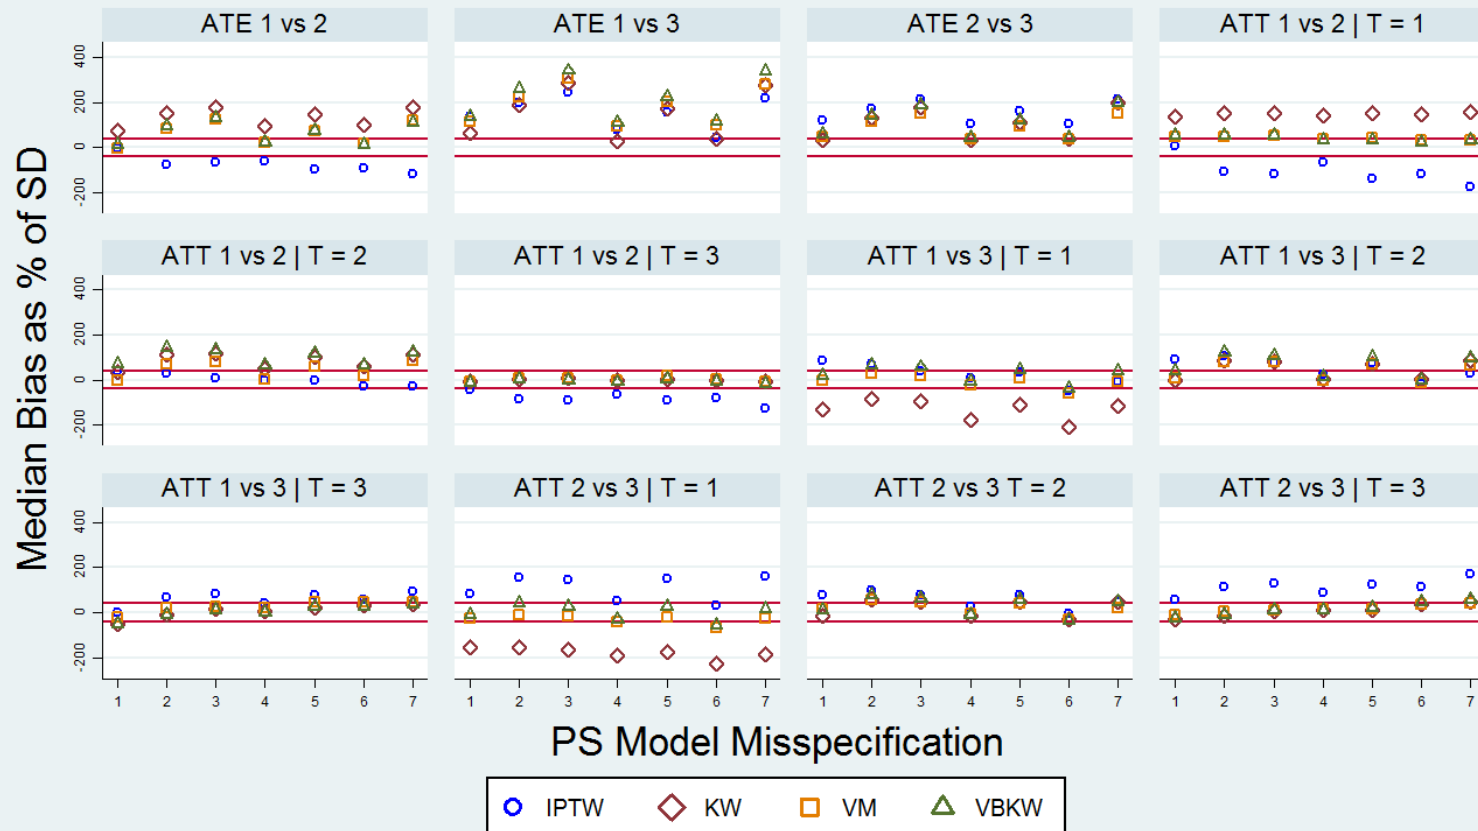 Median Bias as % of SD
ATE 1 vs 2
ATE 1 vs 3
ATE 2 vs 3
ATT 1 vs 2 | T = 1
400
200
0
-200
ATT 1 vs 2 | T = 2
ATT 1 vs 2 | T = 3
ATT 1 vs 3 | T = 1
ATT 1 vs 3 | T = 2
400
200
0
-200
ATT 1 vs 3 | T = 3
ATT 2 vs 3 | T = 1
ATT 2 vs 3 T = 2
ATT 2 vs 3 | T = 3
400
200
0
-200
1 2 3 4 5 6 7
1 2 3 4 5 6 7
1 2 3 4 5 6 7
1 2 3 4 5 6 7
PS Model Misspecification
IPTW KW VM VBKW